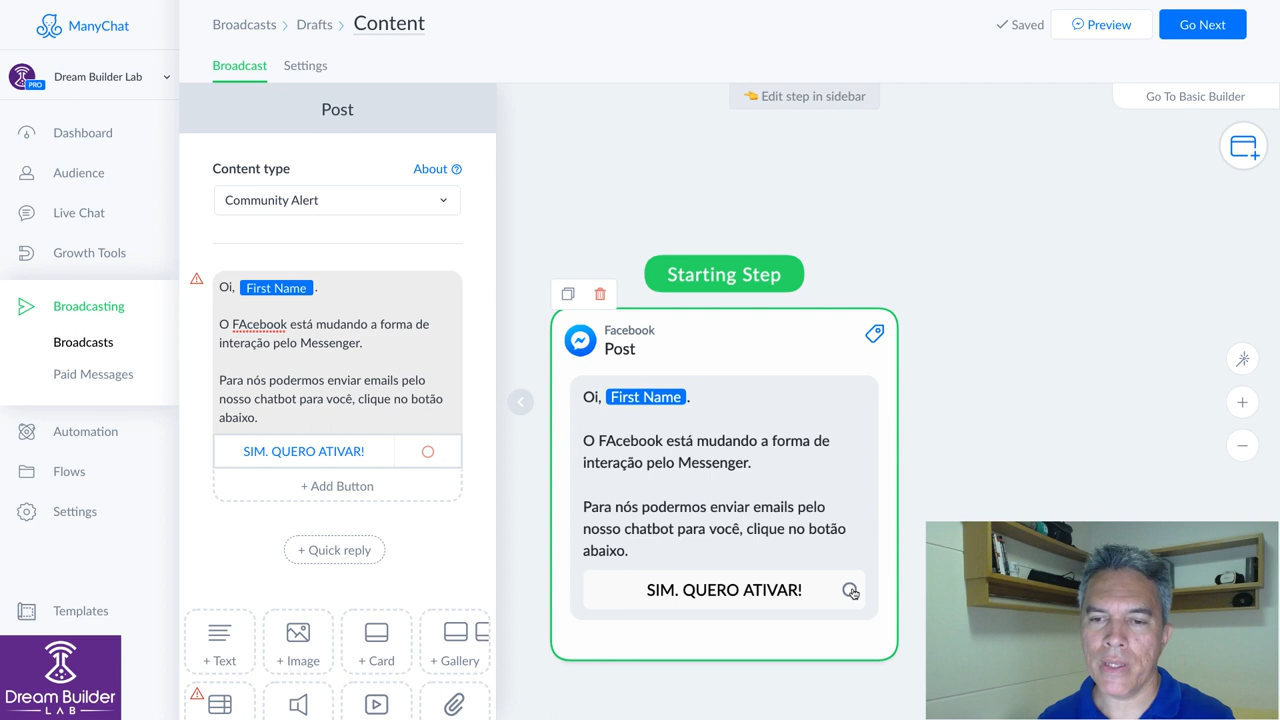 ManyChat
Broadcasts
Drafts
Content
Saved
Preview
Go Next
PRO
Dream Builder Lab
Broadcast
Settings
Dashboard
Audience
Live Chat
Growth Tools
Broadcasting
Broadcasts
Paid Messages
Automation
Flows
Settings
Templates
Dream Builder
LAB
Post
Content type
About
Community Alert
Oi, First Name .
O FAcebook está mudando a forma de
interação pelo Messenger.
Para nós podermos enviar emails pelo
nosso chatbot para você, clique no botão
abaixo.
SIM. QUERO ATIVAR!
+ Add Button
+ Quick reply
+ Text
+ Image
+ Card
+ Gallery
Edit step in sidebar
Go To Basic Builder
Starting Step
Facebook
Post
Oi, First Name .
O FAcebook está mudando a forma de
interação pelo Messenger.
Para nós podermos enviar emails pelo
nosso chatbot para você, clique no botão
abaixo.
SIM. QUERO ATIVAR!